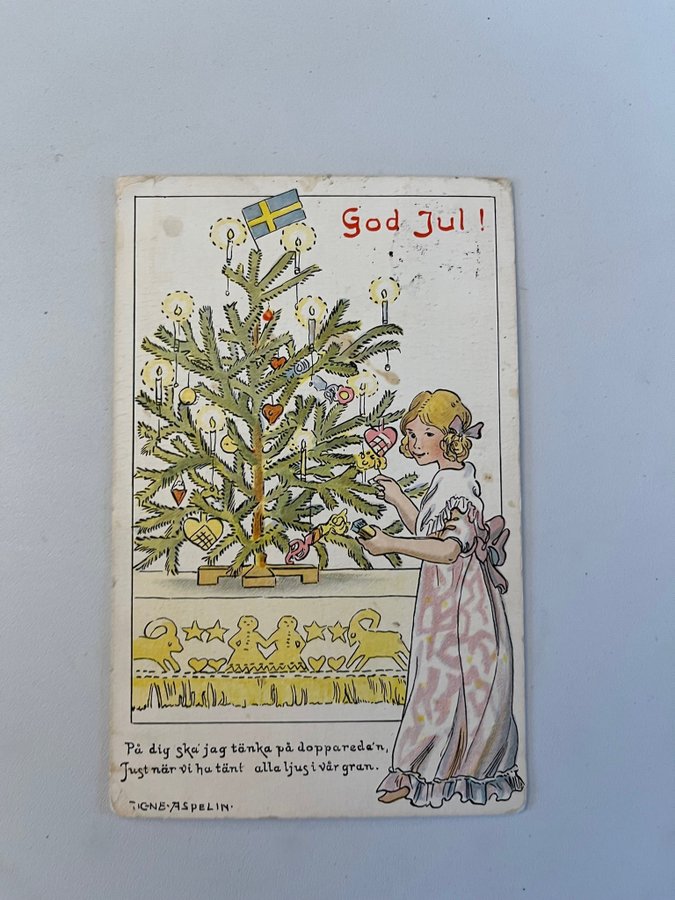 God Jul!
På dig ska' jag tänka på doppareda'n,
Just när vi ha tänt alla ljus i vår gran.
SIGNE·ASPELIN·